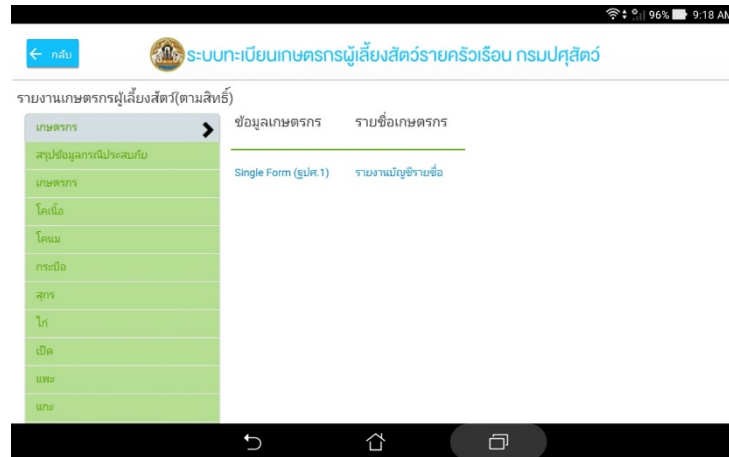 96% 9:18 AM
← กลับ
ระบบทะเบียนเกษตรกรผู้เลี้ยงสัตว์รายครัวเรือน กรมปศุสัตว์
รายงานเกษตรกรผู้เลี้ยงสัตว์(ตามสิทธิ์)
เกษตรกร
ข้อมูลเกษตรกร รายชื่อเกษตรกร
สรุปข้อมูลกรณีประสบภัย
Single Form (ฐปศ.1) รายงานบัญชีรายชื่อ
เกษตรกร
โคเนื้อ
โคนม
กระบือ
สุกร
ไก่
เป็ด
แพะ
แกะ